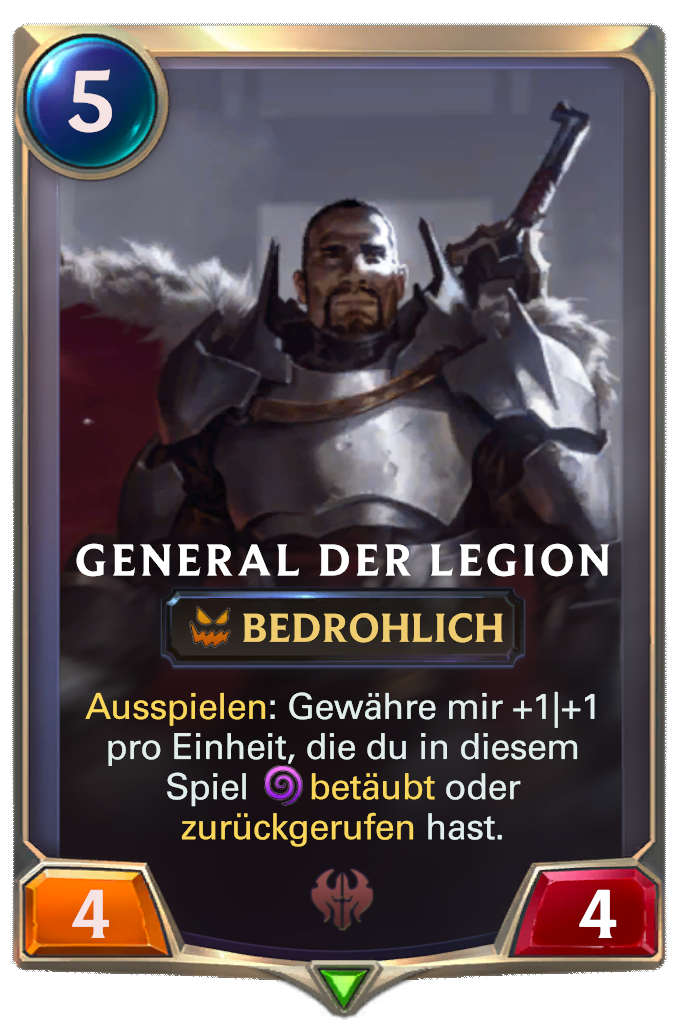 5
GENERAL DER LEGION
BEDROHLICH
Ausspielen: Gewähre mir +1|+1
pro Einheit, die du in diesem
Spiel betäubt oder
zurückgerufen hast.
4
4